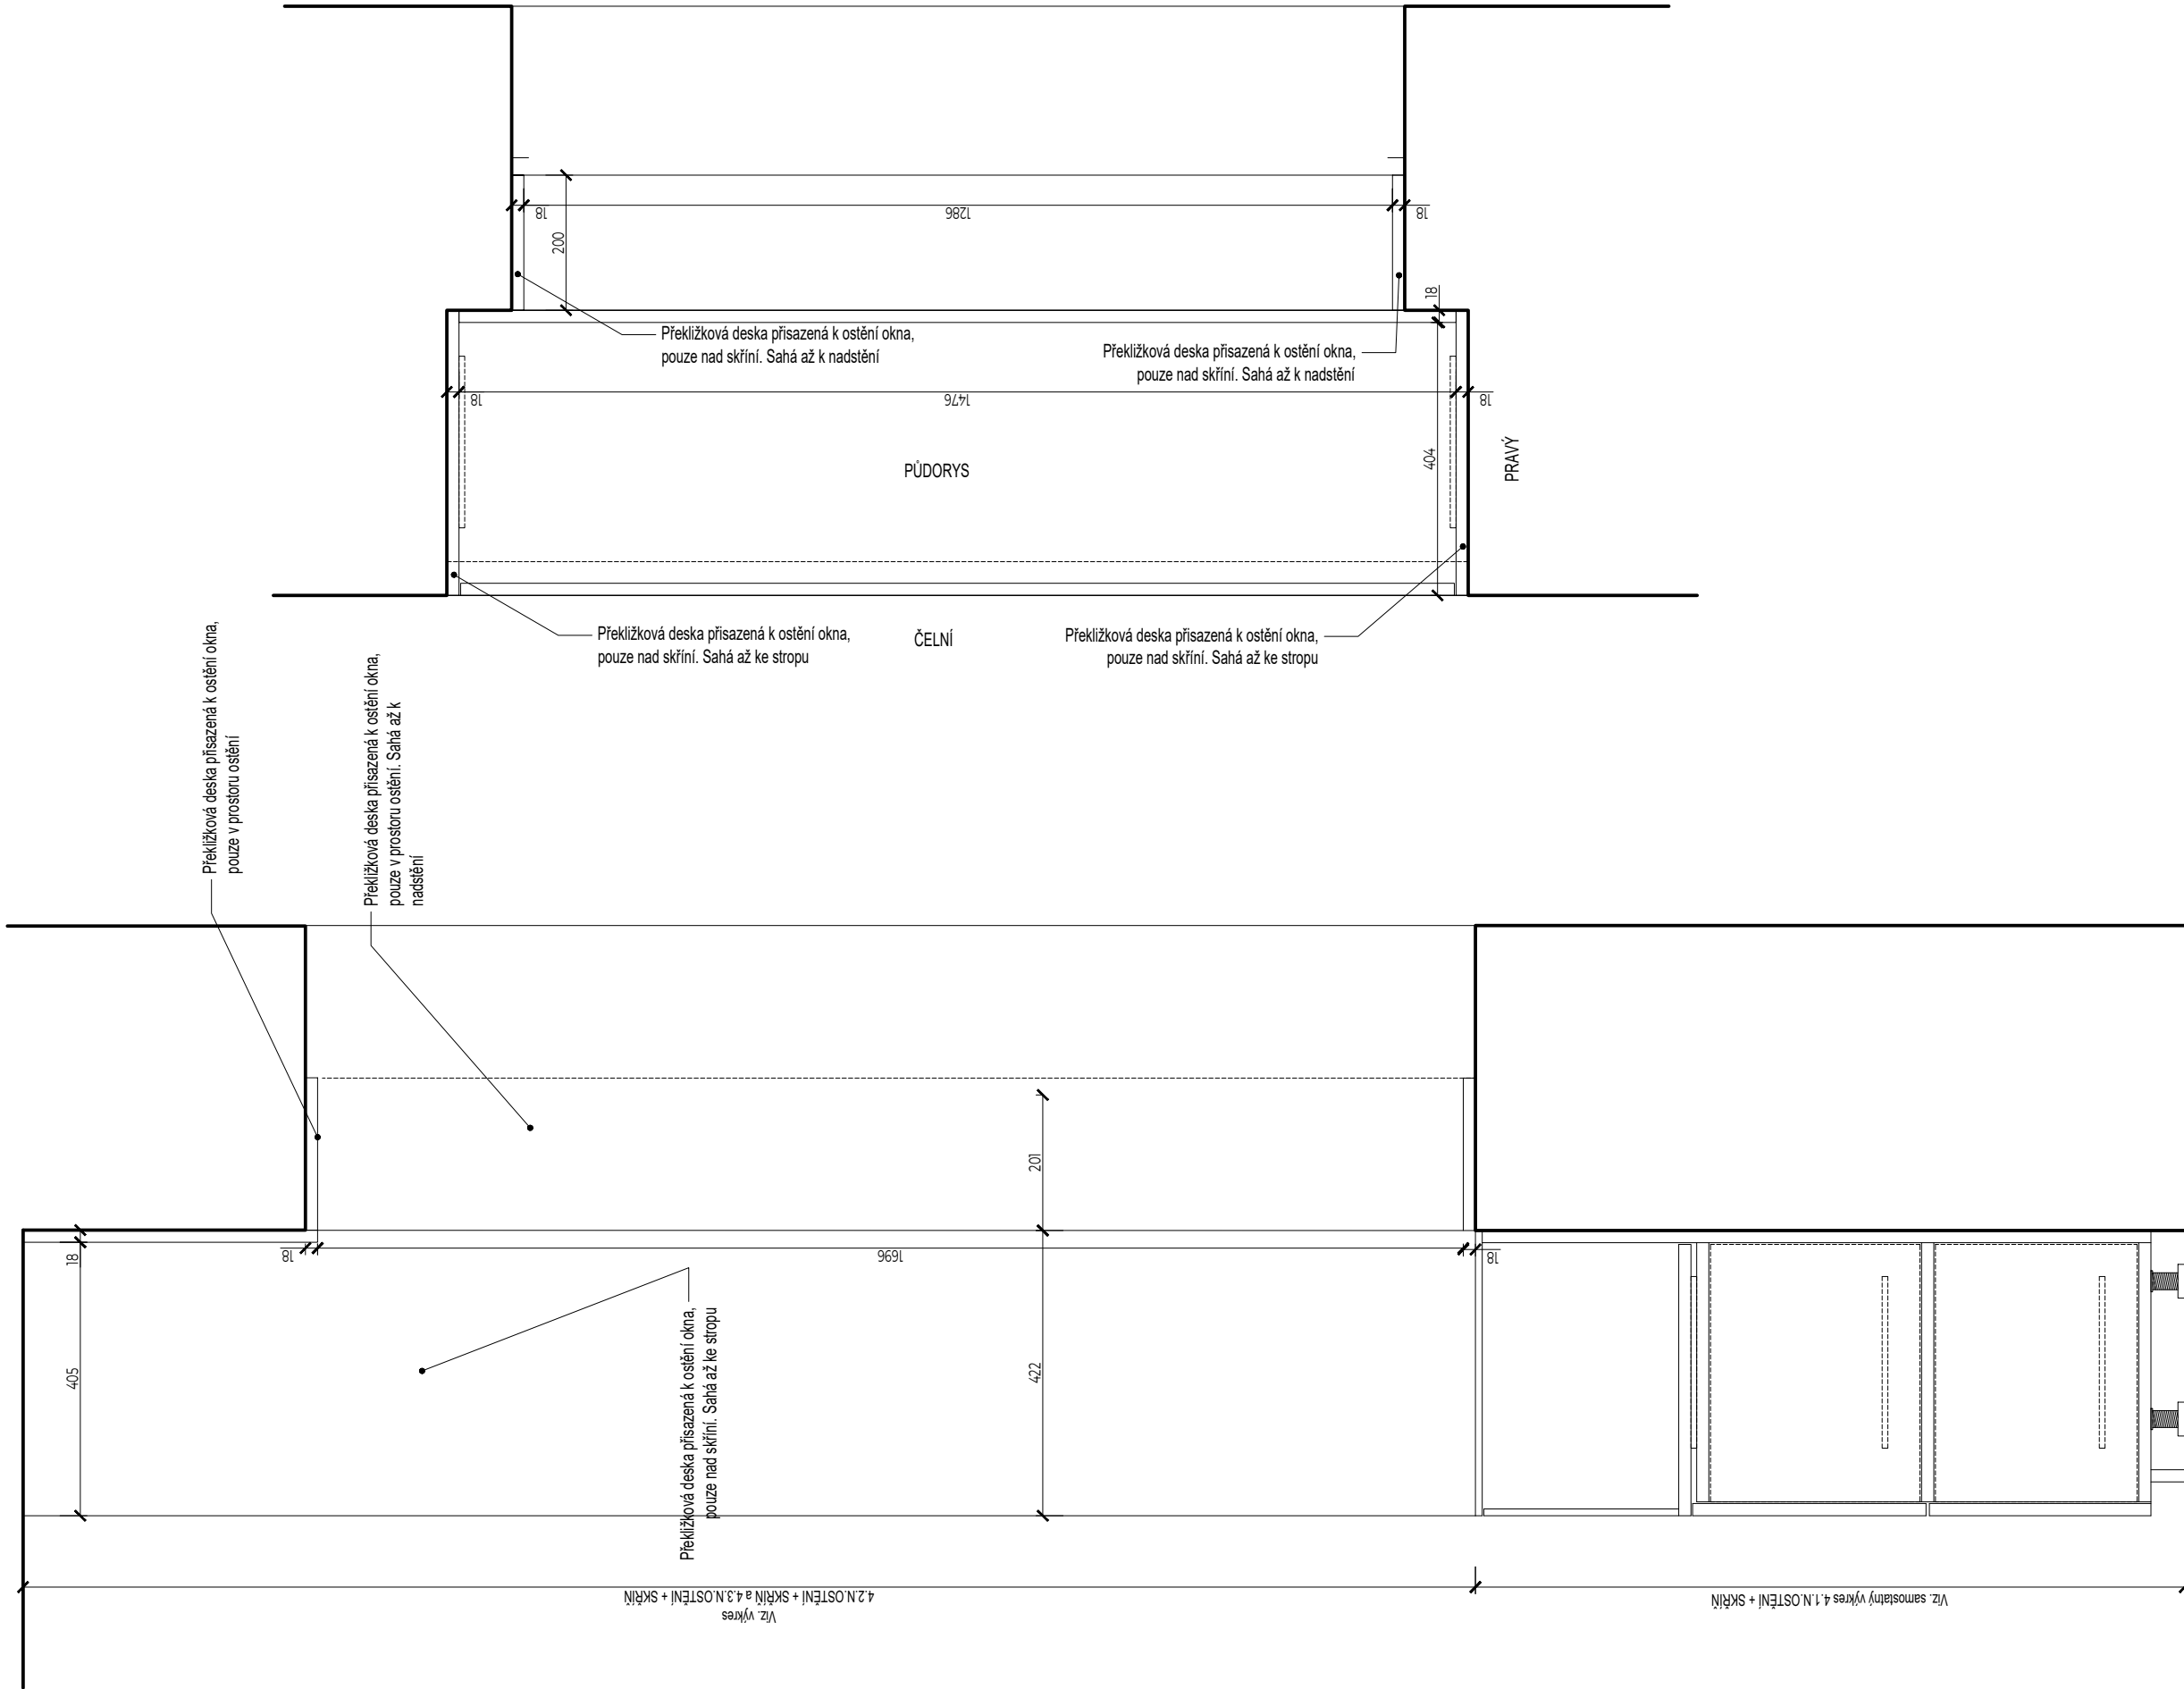 18
1286
18
200
18
Překližková deska přisazená k ostění okna,
pouze nad skříní. Sahá až k nadstění
Překližková deska přisazená k ostění okna,
pouze nad skříní. Sahá až k nadstění
18
1476
18
404
PŮDORYS
PRAVÝ
Překližková deska přisazená k ostění okna,
pouze nad skříní. Sahá až ke stropu
ČELNÍ
Překližková deska přisazená k ostění okna,
pouze nad skříní. Sahá až ke stropu
Překližková deska přisazená k ostění okna,
pouze v prostoru ostění
Překližková deska přisazená k ostění okna,
pouze v prostoru ostění. Sahá až k
nadstění
201
18
18
1696
18
405
422
Překližková deska přisazená k ostění okna,
pouze nad skříní. Sahá až ke stropu
Viz. výkres
4.2.N.OSTĚNÍ + SKŘÍŇ a 4.3.N.OSTĚNÍ + SKŘÍŇ
Viz. samostatný výkres 4.1.N.OSTĚNÍ + SKŘÍŇ